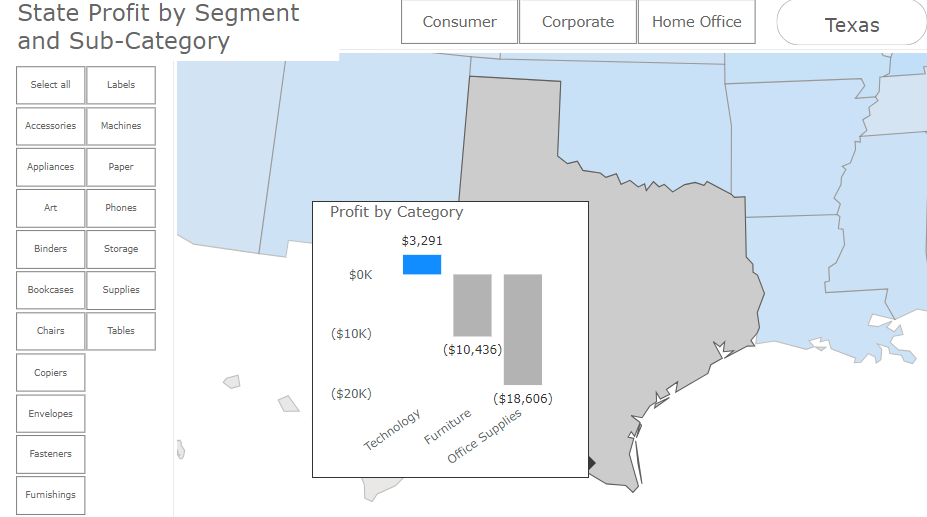 State Profit by Segment
and Sub-Category
Consumer
Corporate
Home Office
Texas
Select all
Labels
Accessories
Machines
Appliances
Paper
Art
Phones
Binders
Storage
Bookcases
Supplies
Chairs
Tables
Copiers
Envelopes
Fasteners
Furnishings
Profit by Category
$3,291
$0K
($10K)
($10,436)
($20K)
($18,606)
Technology
Furniture
Office Supplies